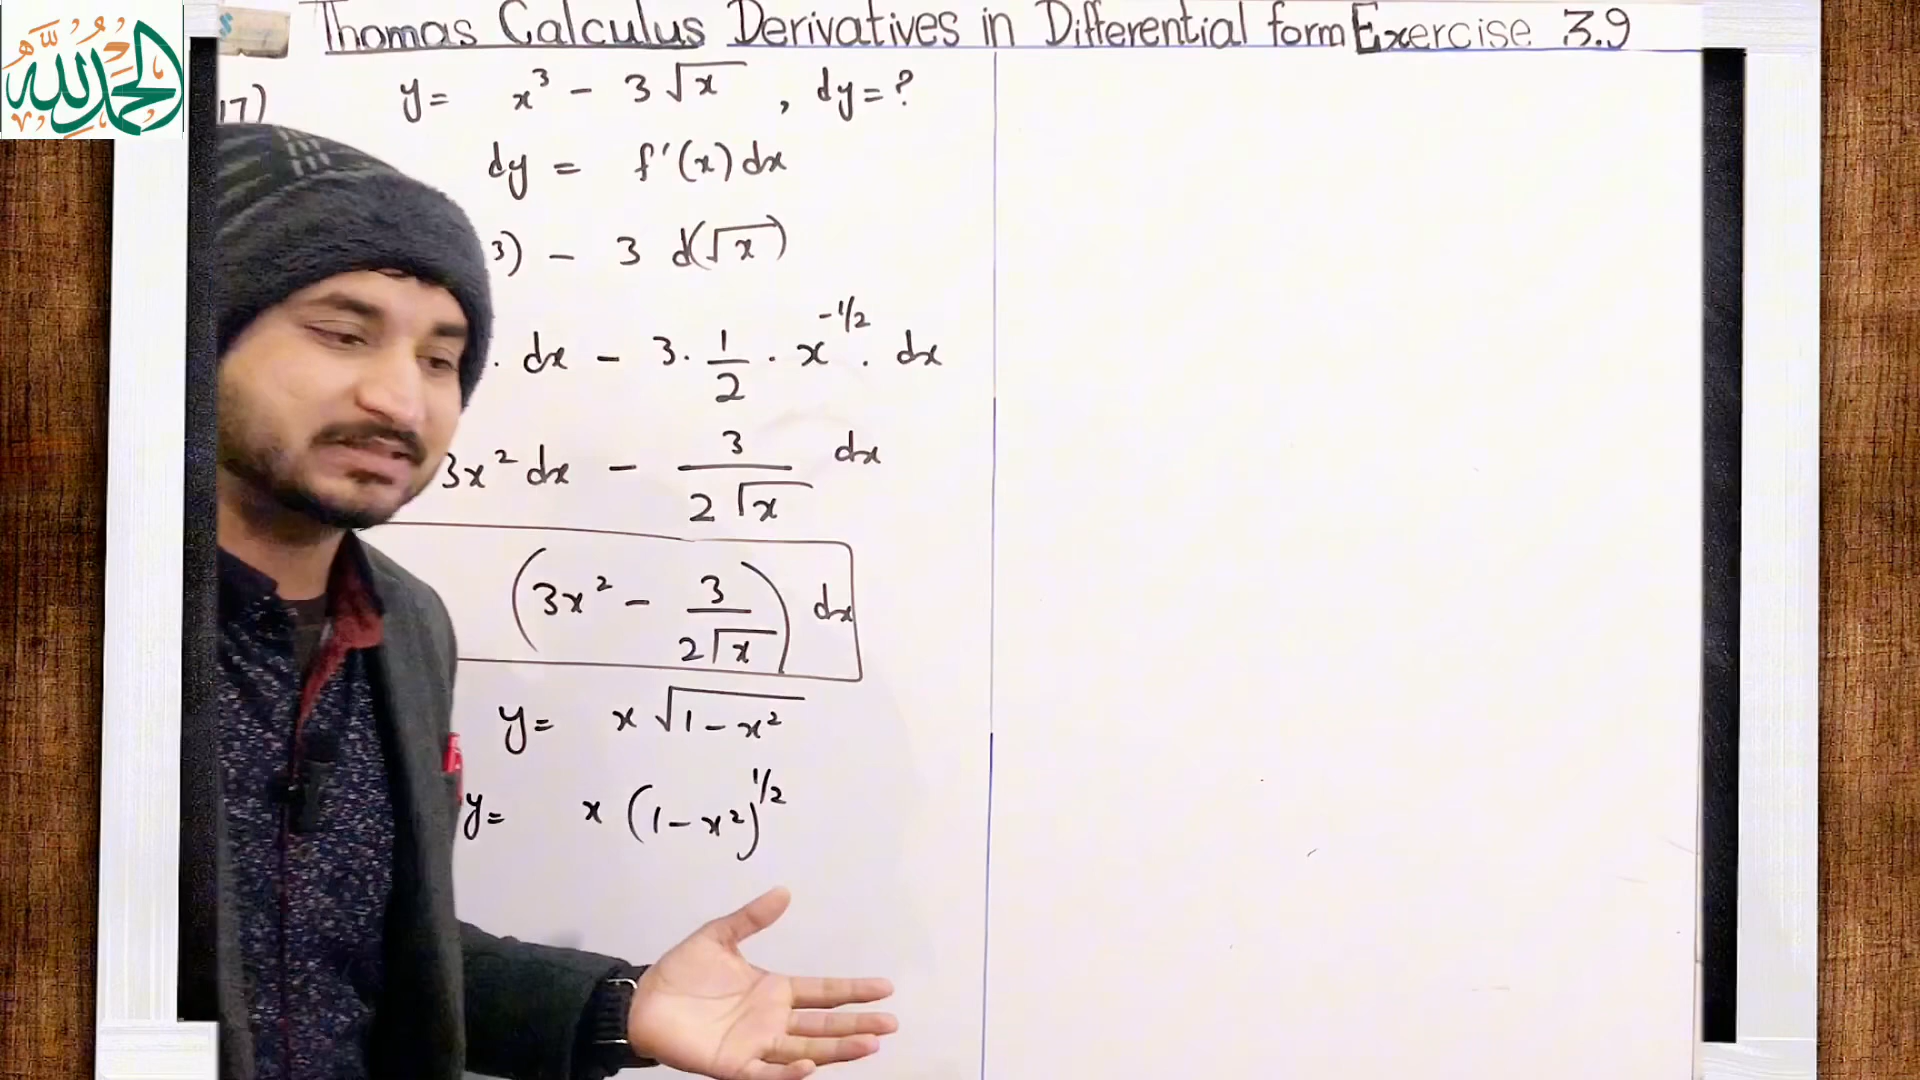 الحمد لله
Thomas Calculus Derivatives in Differential form Exercise 3.9
17) y = x³ - 3√x , dy = ?
dy = f'(x) dx
3) - 3 d(√x)
. dx - 3 · 1/2 · x^-1/2 . dx
3x² dx - 3/2√x dx
(3x² - 3/2√x) dx
y = x √1-x²
y = x (1-x²)^1/2